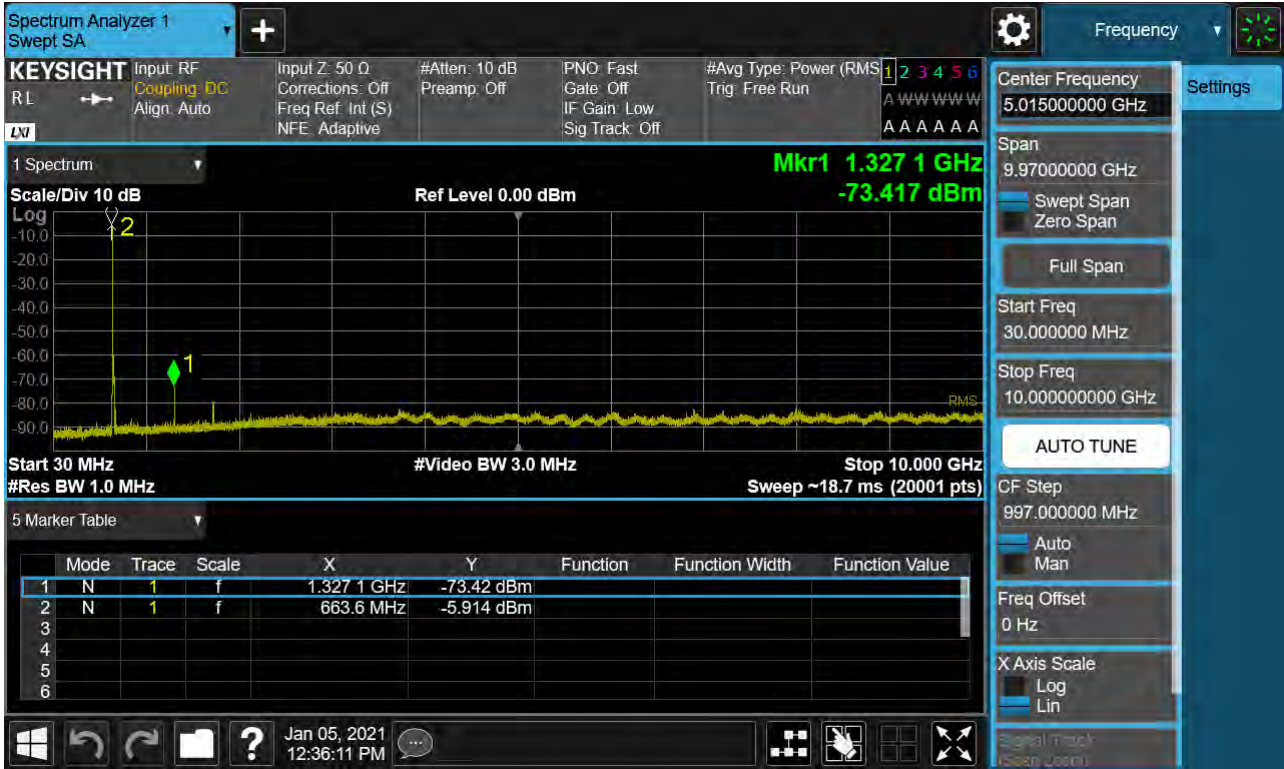 Spectrum Analyzer 1
Swept SA
+
Frequency
KEYSIGHT
RL
LXI
Input: RF
Coupling: DC
Align: Auto
Input Z: 50 Ω
Corrections: Off
Freq Ref: Int (S)
NFE: Adaptive
#Atten: 10 dB
Preamp: Off
PNO: Fast
Gate: Off
IF Gain: Low
Sig Track: Off
#Avg Type: Power (RMS
Trig: Free Run
1 2 3 4 5 6
A W W W W W
A A A A A A
Center Frequency
5.015000000 GHz
Settings
Span
9.97000000 GHz
Swept Span
Zero Span
Full Span
Start Freq
30.000000 MHz
Stop Freq
10.000000000 GHz
AUTO TUNE
CF Step
997.000000 MHz
Auto
Man
Freq Offset
0 Hz
X Axis Scale
Log
Lin
Signal Track
(Span Zoom)
1 Spectrum
Mkr1 1.327 1 GHz
-73.417 dBm
Scale/Div 10 dB
Ref Level 0.00 dBm
Log
2
-10.0
-20.0
-30.0
-40.0
-50.0
-60.0
1
-70.0
-80.0
RMS
-90.0
Start 30 MHz
#Video BW 3.0 MHz
Stop 10.000 GHz
#Res BW 1.0 MHz
Sweep ~18.7 ms (20001 pts)
5 Marker Table
Mode Trace Scale X Y Function Function Width Function Value
1 N 1 f 1.327 1 GHz -73.42 dBm
2 N 1 f 663.6 MHz -5.914 dBm
3
4
5
6
?
Jan 05, 2021
12:36:11 PM